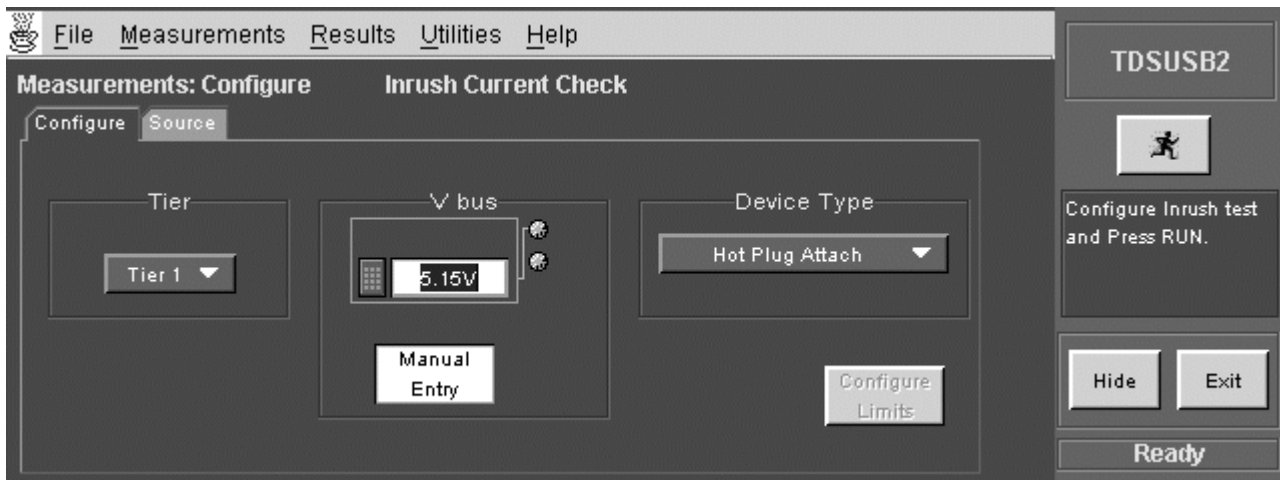 File Measurements Results Utilities Help
TDSUSB2
Measurements: Configure Inrush Current Check
Configure Source
Tier
V bus
Device Type
Tier 1
5.15V
Hot Plug Attach
Manual
Entry
Configure
Limits
Configure Inrush test
and Press RUN.
Hide Exit
Ready